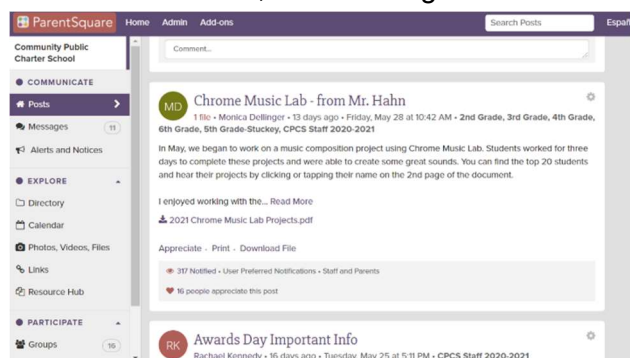 ParentSquare Home Admin Add-ons Search Posts Españ
Community Public
Charter School
COMMUNICATE
Posts
Messages 11
Alerts and Notices
EXPLORE
Directory
Calendar
Photos, Videos, Files
Links
Resource Hub
PARTICIPATE
Groups 16
Comment...
MD
Chrome Music Lab - from Mr. Hahn
1 file • Monica Dellinger • 13 days ago • Friday, May 28 at 10:42 AM • 2nd Grade, 3rd Grade, 4th Grade,
6th Grade, 5th Grade-Stuckey, CPCS Staff 2020-2021
In May, we began to work on a music composition project using Chrome Music Lab. Students worked for three
days to complete these projects and were able to create some great sounds. You can find the top 20 students
and hear their projects by clicking or tapping their name on the 2nd page of the document.
I enjoyed working with the... Read More
2021 Chrome Music Lab Projects.pdf
Appreciate • Print • Download File
317 Notified • User Preferred Notifications • Staff and Parents
16 people appreciate this post
RK
Awards Day Important Info
Rachael Kennedy • 16 days ago • Tuesday, May 25 at 5:11 PM • CPCS Staff 2020-2021